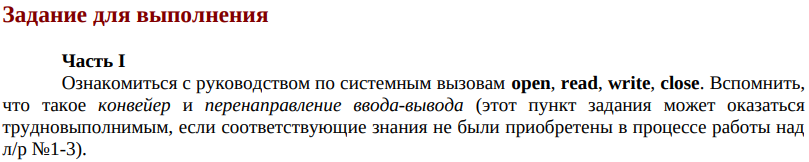 Задание для выполнения
Часть I
Ознакомиться с руководством по системным вызовам open, read, write, close. Вспомнить,
что такое конвейер и перенаправление ввода-вывода (этот пункт задания может оказаться
трудновыполнимым, если соответствующие знания не были приобретены в процессе работы над
л/р №1-3).